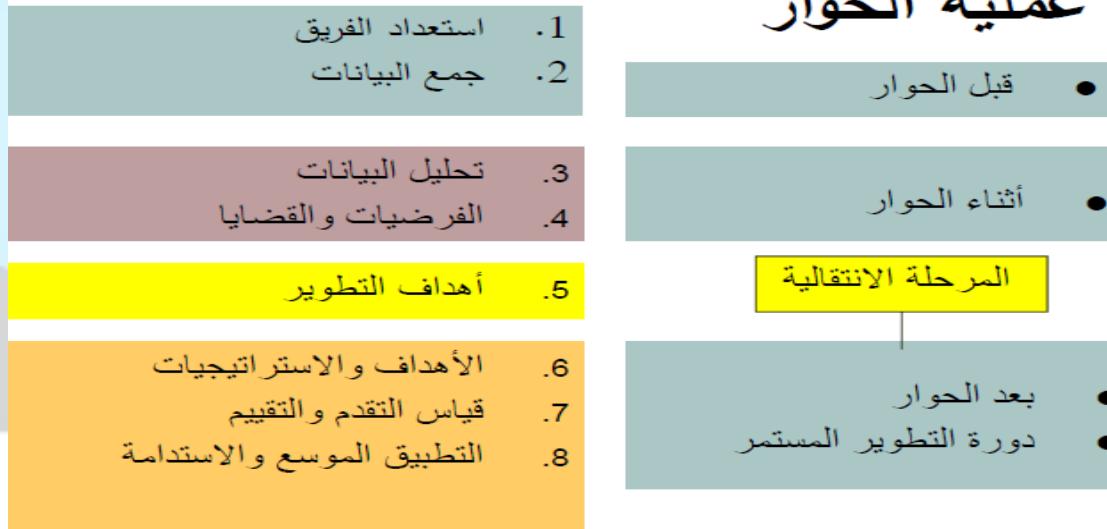 عملية الحوار
• قبل الحوار
1. استعداد الفريق
2. جمع البيانات
• أثناء الحوار
3. تحليل البيانات
4. الفرضيات والقضايا
المرحلة الانتقالية
5. أهداف التطوير
• بعد الحوار
• دورة التطوير المستمر
6. الأهداف والاستراتيجيات
7. قياس التقدم والتقييم
8. التطبيق الموسع والاستدامة